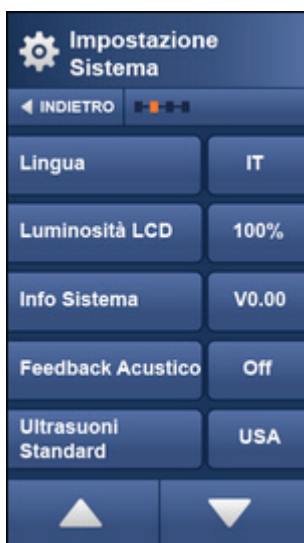 Impostazione
Sistema
INDIETRO
Lingua IT
Luminosità LCD 100%
Info Sistema V0.00
Feedback Acustico Off
Ultrasuoni
Standard USA